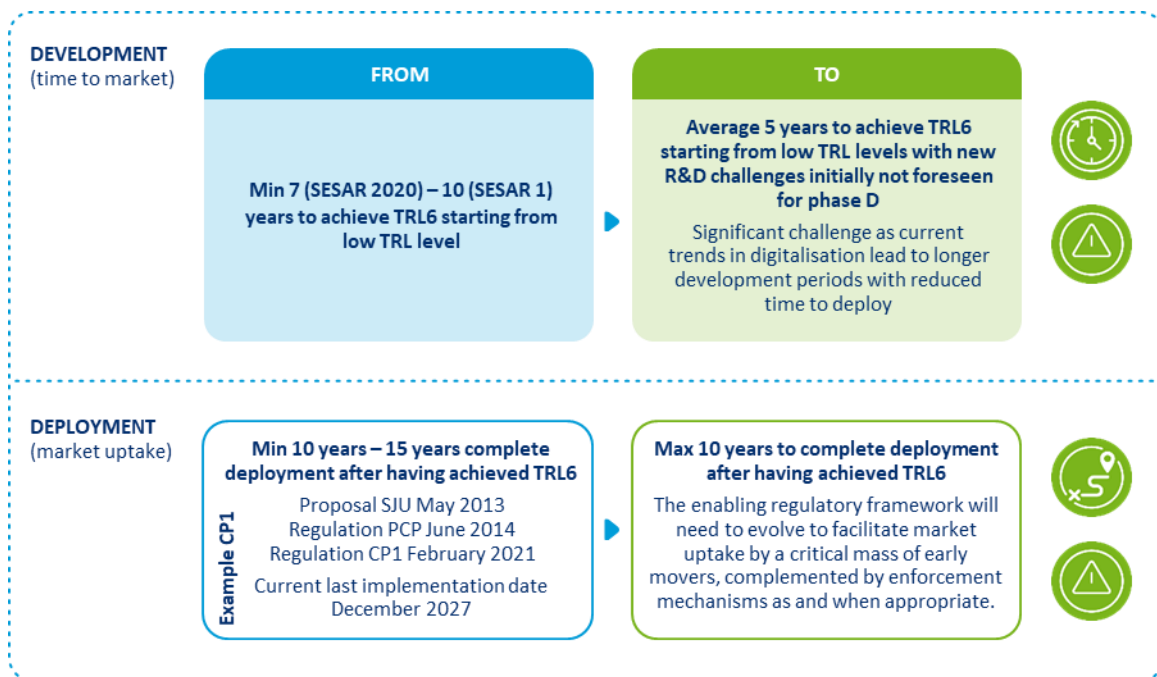 DEVELOPMENT
(time to market)
FROM
Min 7 (SESAR 2020) – 10 (SESAR 1)
years to achieve TRL6 starting from
low TRL level
TO
Average 5 years to achieve TRL6
starting from low TRL levels with new
R&D challenges initially not foreseen
for phase D
Significant challenge as current
trends in digitalisation lead to longer
development periods with reduced
time to deploy
DEPLOYMENT
(market uptake)
Min 10 years – 15 years complete
deployment after having achieved TRL6
Example CP1
Proposal SJU May 2013
Regulation PCP June 2014
Regulation CP1 February 2021
Current last implementation date
December 2027
Max 10 years to complete deployment
after having achieved TRL6
The enabling regulatory framework will
need to evolve to facilitate market
uptake by a critical mass of early
movers, complemented by enforcement
mechanisms as and when appropriate.